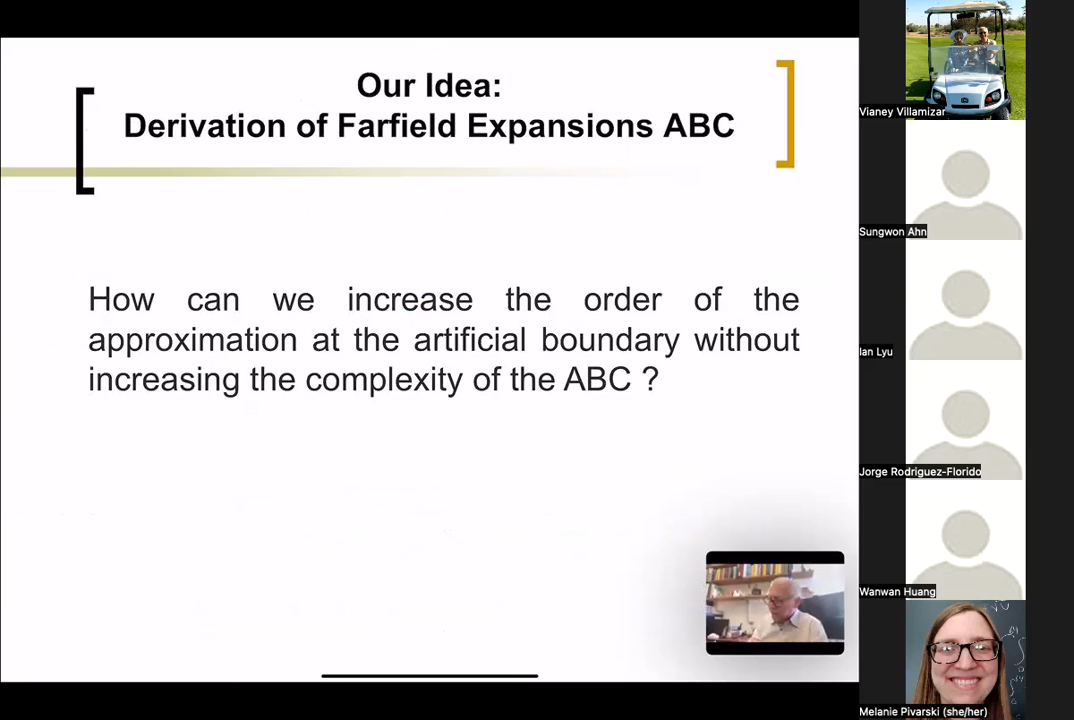 Our Idea:
Derivation of Farfield Expansions ABC
How can we increase the order of the
approximation at the artificial boundary without
increasing the complexity of the ABC ?
Vianey Villamizar
Sungwon Ahn
Ian Lyu
Jorge Rodriguez-Florido
Wanwan Huang
Melanie Pivarski (she/her)